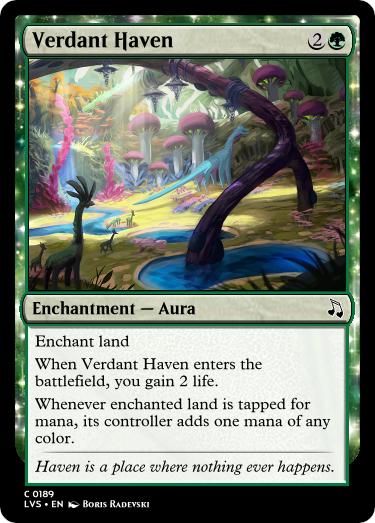 Verdant Haven 2
Enchantment — Aura
Enchant land
When Verdant Haven enters the
battlefield, you gain 2 life.
Whenever enchanted land is tapped for
mana, its controller adds one mana of any
color.
Haven is a place where nothing ever happens.
C 0189
LVS • EN Boris Radevski